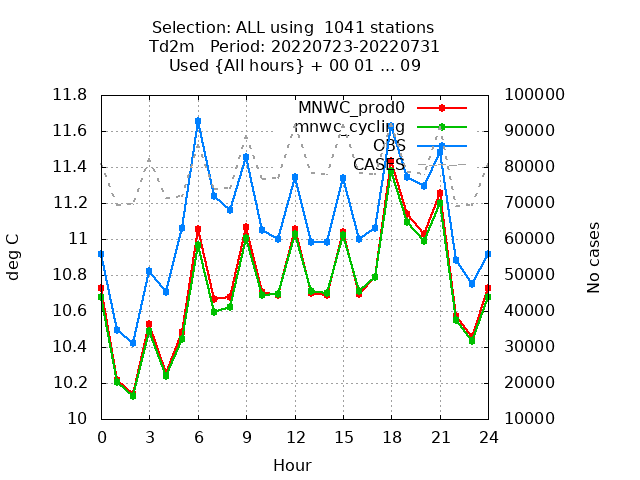 Selection: ALL using  1041 stations
Td2m   Period: 20220723-20220731
Used {All hours} + 00 01 ... 09
11.8
11.6
11.4
11.2
11
10.8
10.6
10.4
10.2
10
deg C
MNWC_prod0
mnwc_cycling
OBS
CASES
100000
90000
80000
70000
60000
50000
40000
30000
20000
10000
No cases
0 3 6 9 12 15 18 21 24
Hour